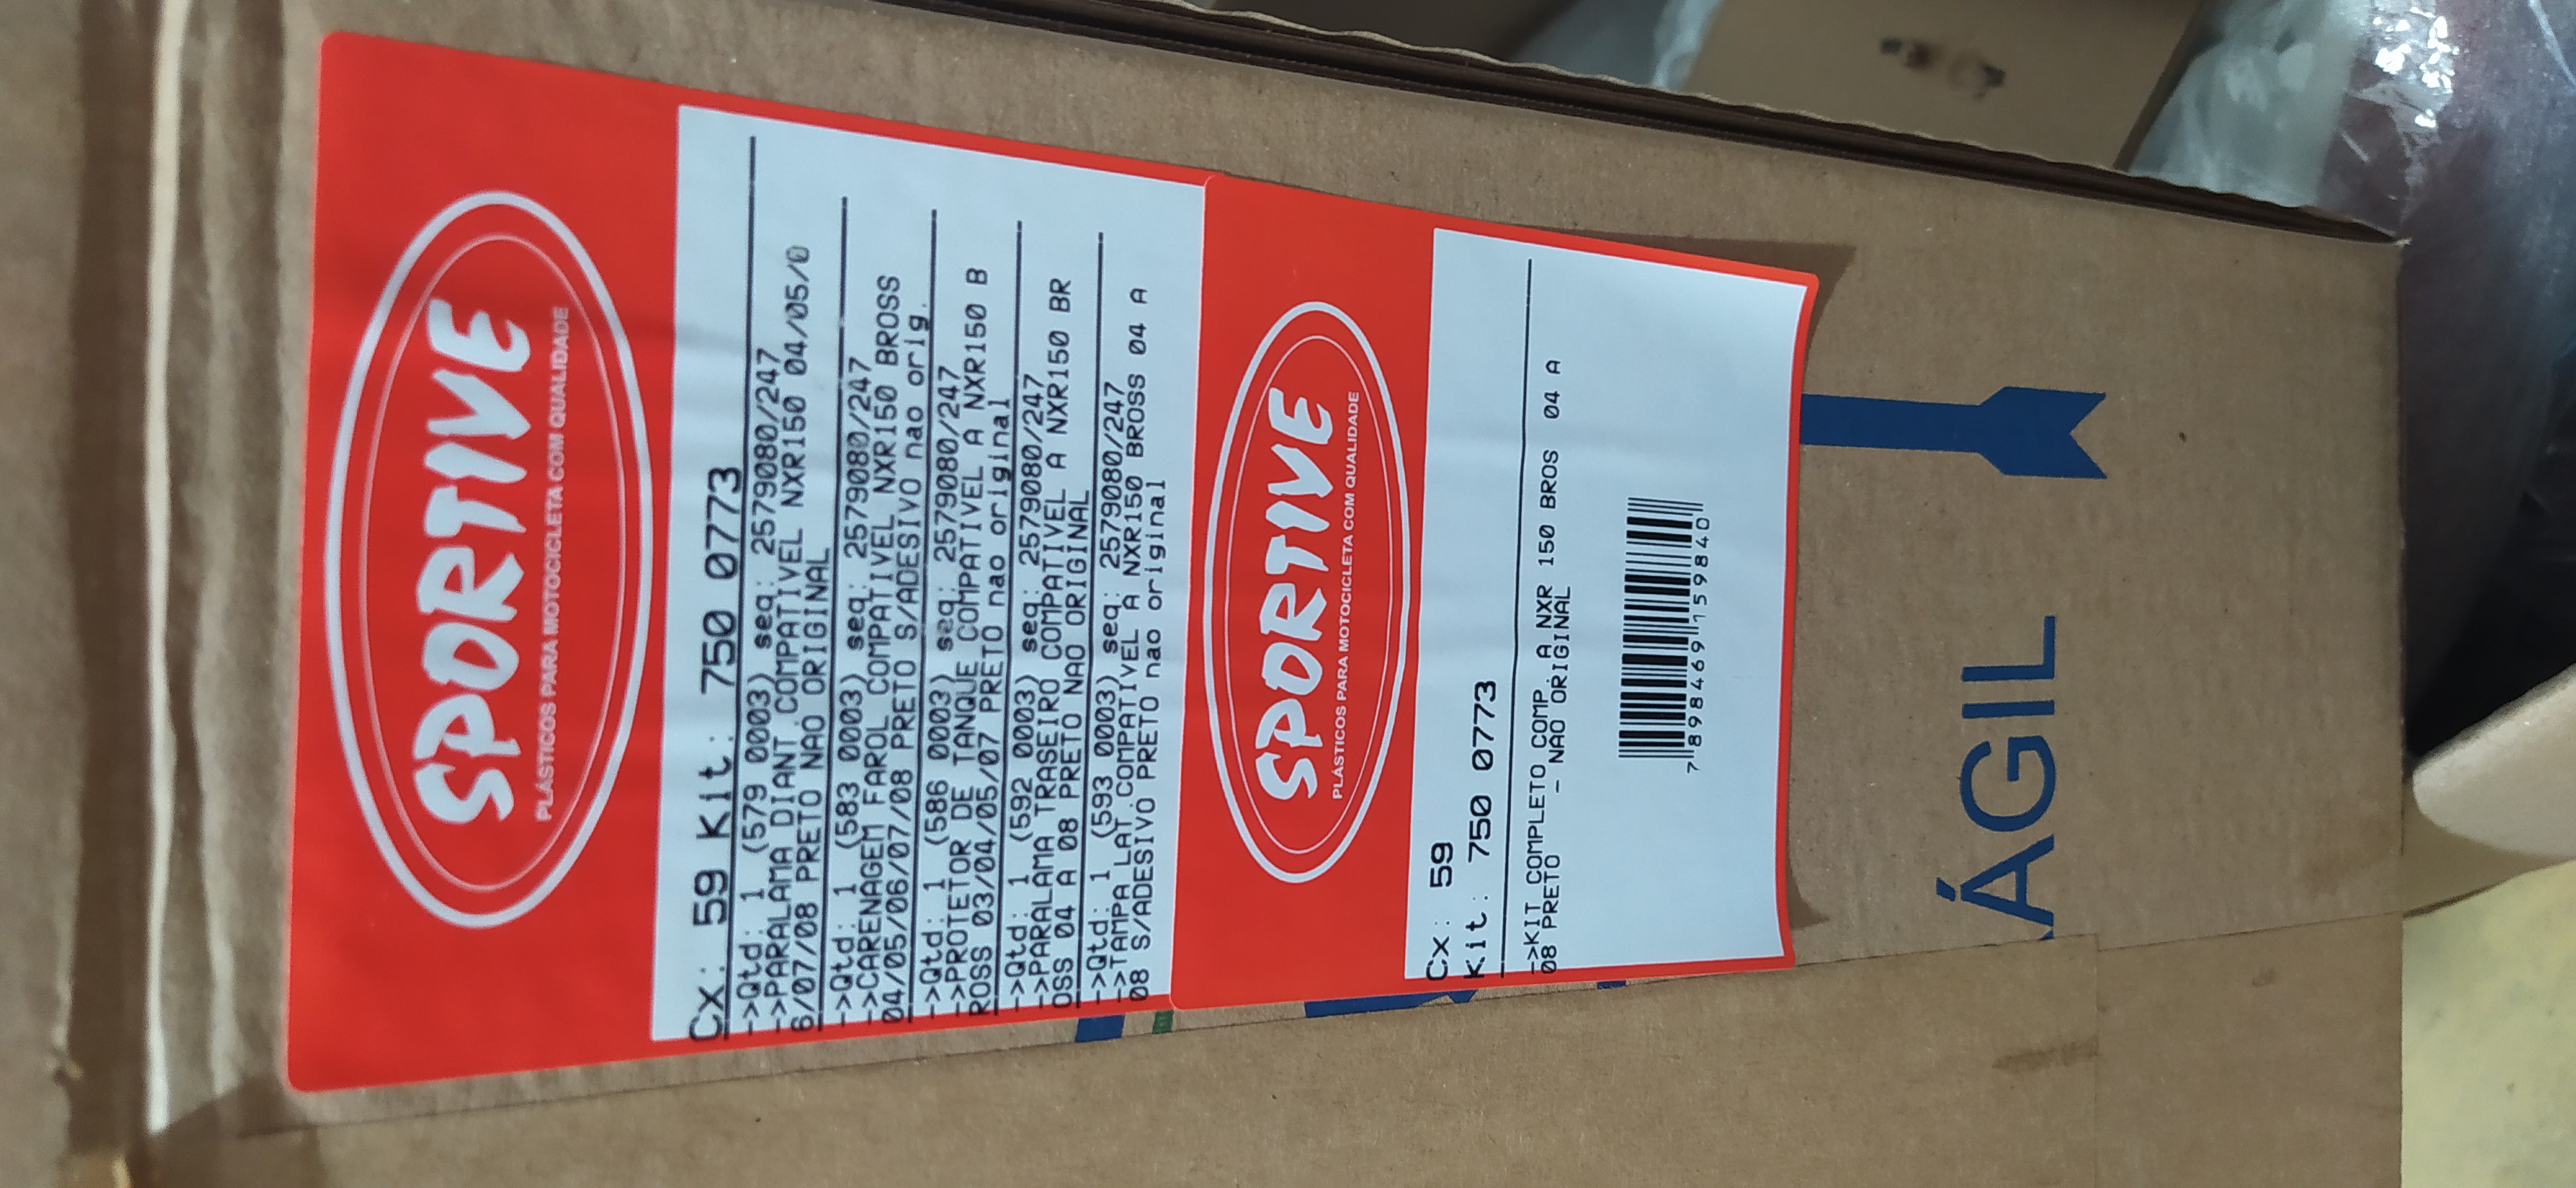 SPORTIVE
PLÁSTICOS PARA MOTOCICLETA COM QUALIDADE
Cx: 59 Kit: 750 0773
->Qtd: 1 (579 0003) seq: 2579080/247
->PARALAMA DIANT.COMPATIVEL NXR150 04/05/0
6/07/08 PRETO NAO ORIGINAL
->Qtd: 1 (583 0003) seq: 2579080/247
->CARENAGEM FAROL COMPATIVEL NXR150 BROSS
04/05/06/07/08 PRETO S/ADESIVO nao orig.
->Qtd: 1 (586 0003) seq: 2579080/247
->PROTETOR DE TANQUE COMPATIVEL A NXR150 B
ROSS 03/04/05/07 PRETO nao original
->Qtd: 1 (592 0003) seq: 2579080/247
->PARALAMA TRASEIRO COMPATIVEL A NXR150 BR
OSS 04 A 08 PRETO NAO ORIGINAL
->Qtd: 1 (593 0003) seq: 2579080/247
->TAMPA LAT.COMPATIVEL A NXR150 BROSS 04 A
08 S/ADESIVO PRETO nao original
SPORTIVE
PLÁSTICOS PARA MOTOCICLETA COM QUALIDADE
Cx: 59
Kit: 750 0773
->KIT COMPLETO COMP. A NXR 150 BROS 04 A
08 PRETO - NAO ORIGINAL
7898469159840
ÁGIL